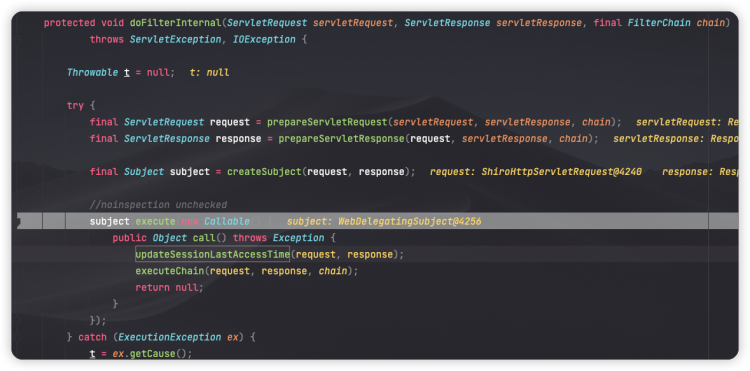 protected void doFilterInternal(ServletRequest servletRequest, ServletResponse servletResponse, final FilterChain chain)
throws ServletException, IOException {
Throwable t = null; t: null
try {
final ServletRequest request = prepareServletRequest(servletRequest, servletResponse, chain); servletRequest: Re
final ServletResponse response = prepareServletResponse(request, servletResponse, chain); servletResponse: Respo
final Subject subject = createSubject(request, response); request: ShiroHttpServletRequest@4240 response: Resp
//noinspection unchecked
subject execute new Callable subject: WebDelegatingSubject@4256
public Object call() throws Exception {
updateSessionLastAccessTime(request, response);
executeChain(request, response, chain);
return null;
}
});
} catch (ExecutionException ex) {
t = ex.getCause();